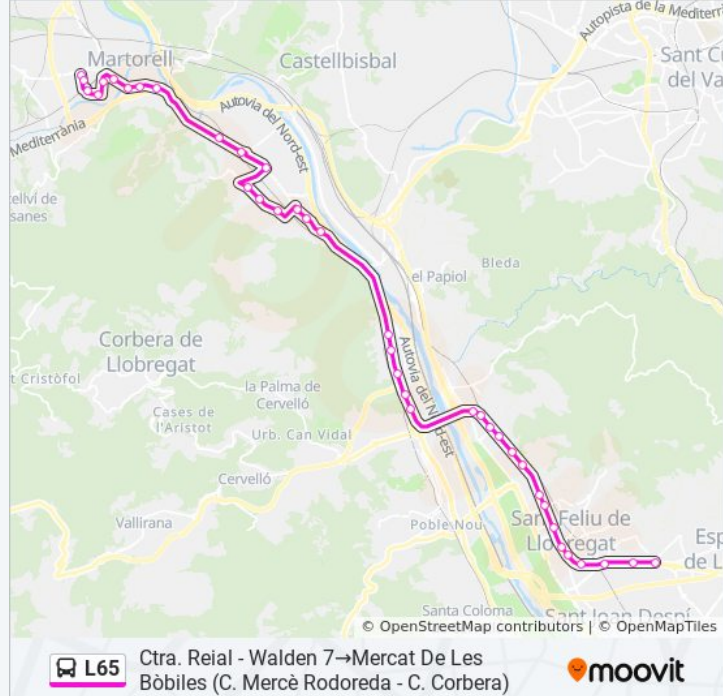 Autopista de la Mediterr
Martorell
Castellbisbal
Sant Cu
del Va
Autovia del Nord-est
Mediterrània
tellví de
sanes
el Papiol
Bleda
Corbera de
Llobregat
t Cristòfol
la Palma de
Cervelló
Autovia del Nord-est
Cases de
l'Aristot
Urb. Can Vidal
Cervelló
Vallirana
Poble Nou
Sant Feliu de
Llobregat
Esp
de L
Santa Coloma
Sant Joan Despí
© OpenStreetMap contributors | © OpenMapTiles
L65
Ctra. Reial - Walden 7→Mercat De Les
Bòbiles (C. Mercè Rodoreda - C. Corbera)
moovit